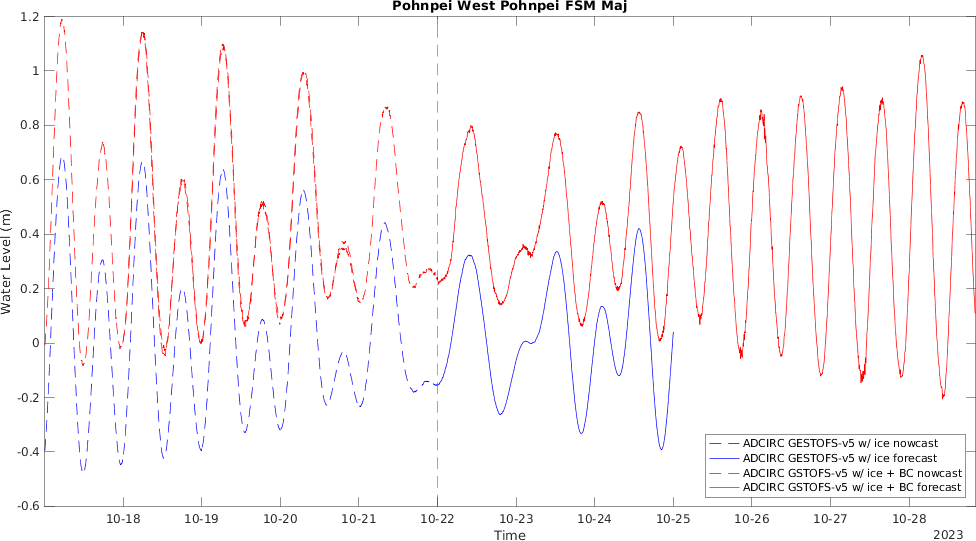 Pohnpei West Pohnpei FSM Maj
Water Level (m)
1.2
1
0.8
0.6
0.4
0.2
0
-0.2
-0.4
-0.6
ADCIRC GESTOFS-v5 w/ ice nowcast
ADCIRC GESTOFS-v5 w/ ice forecast
ADCIRC GSTOFS-v5 w/ ice + BC nowcast
ADCIRC GSTOFS-v5 w/ ice + BC forecast
10-18 10-19 10-20 10-21 10-22 10-23 10-24 10-25 10-26 10-27 10-28
Time
2023